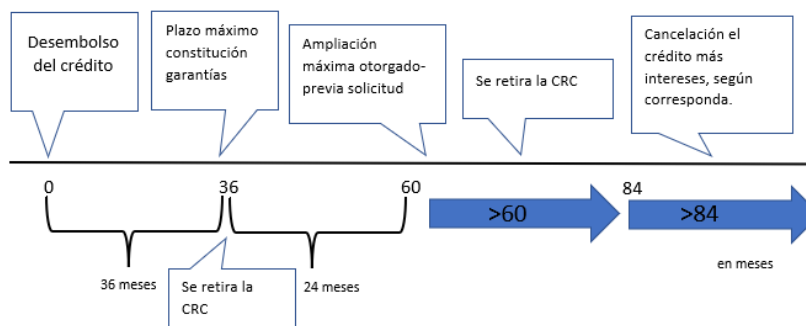 Desembolso
del crédito
Plazo máximo
constitución
garantías
Ampliación
máxima otorgado-
previa solicitud
Se retira la CRC
Cancelación el
crédito más
intereses, según
corresponda.
0
36
60
84
>60
>84
36 meses
Se retira la
CRC
24 meses
en meses